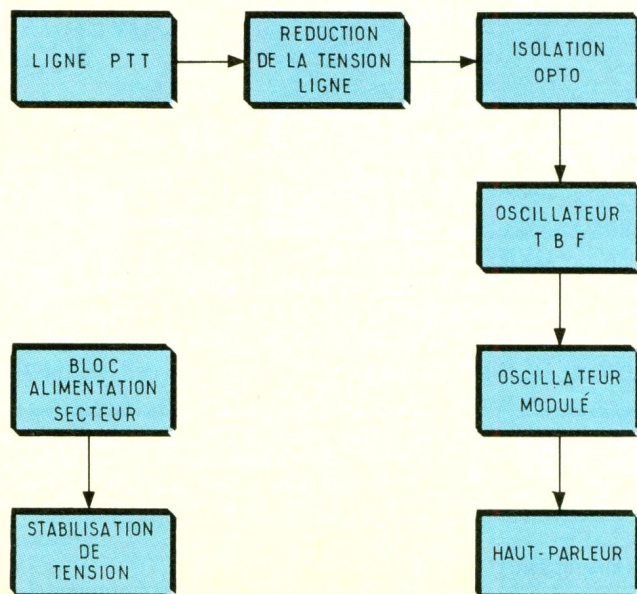 LIGNE PTT
REDUCTION
DE LA TENSION
LIGNE
ISOLATION
OPTO
OSCILLATEUR
T B F
BLOC
ALIMENTATION
SECTEUR
OSCILLATEUR
MODULÉ
STABILISATION
DE
TENSION
HAUT-PARLEUR